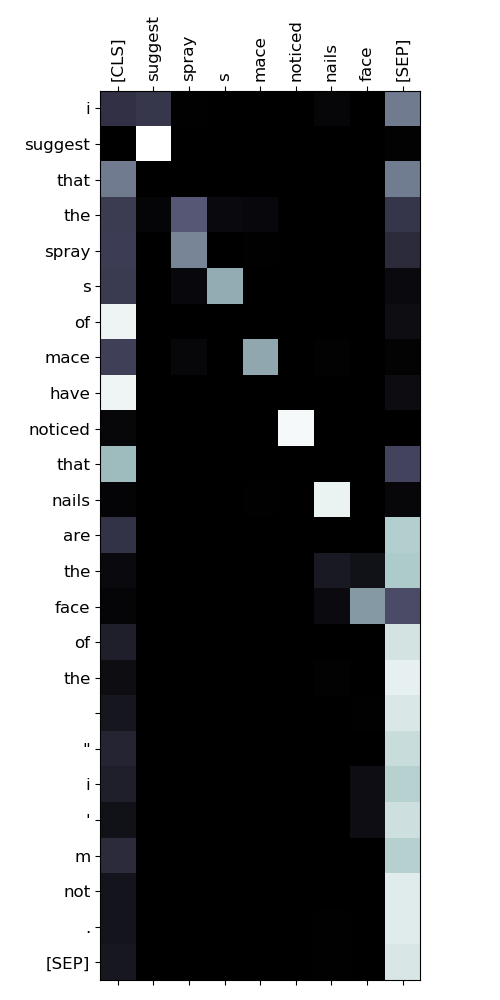 [CLS] suggest spray s mace noticed nails face [SEP]
i
suggest
that
the
spray
s
of
mace
have
noticed
that
nails
are
the
face
of
the
-
"
i
'
m
not
.
[SEP]